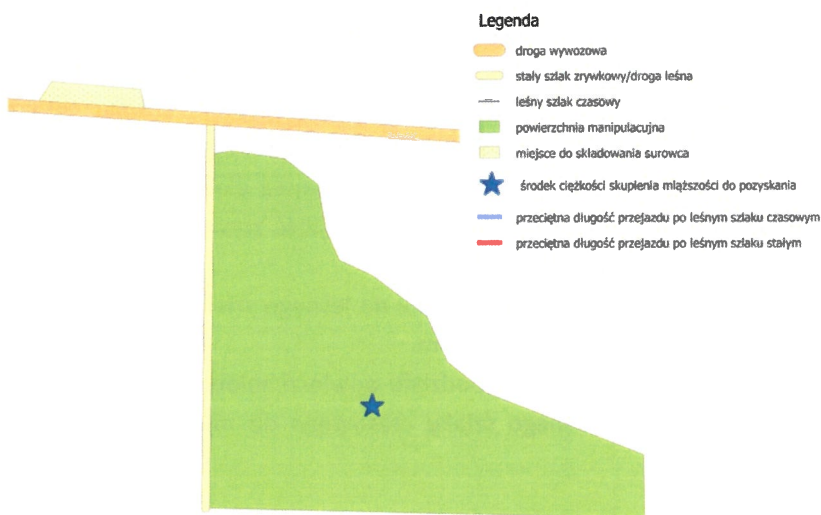 Legenda
droga wywozowa
stały szlak zrywkowy/droga leśna
leśny szlak czasowy
powierzchnia manipulacyjna
miejsce do składowania surowca
środek ciężkości skupienia miąższości do pozyskania
przeciętna długość przejazdu po leśnym szlaku czasowym
przeciętna długość przejazdu po leśnym szlaku stałym